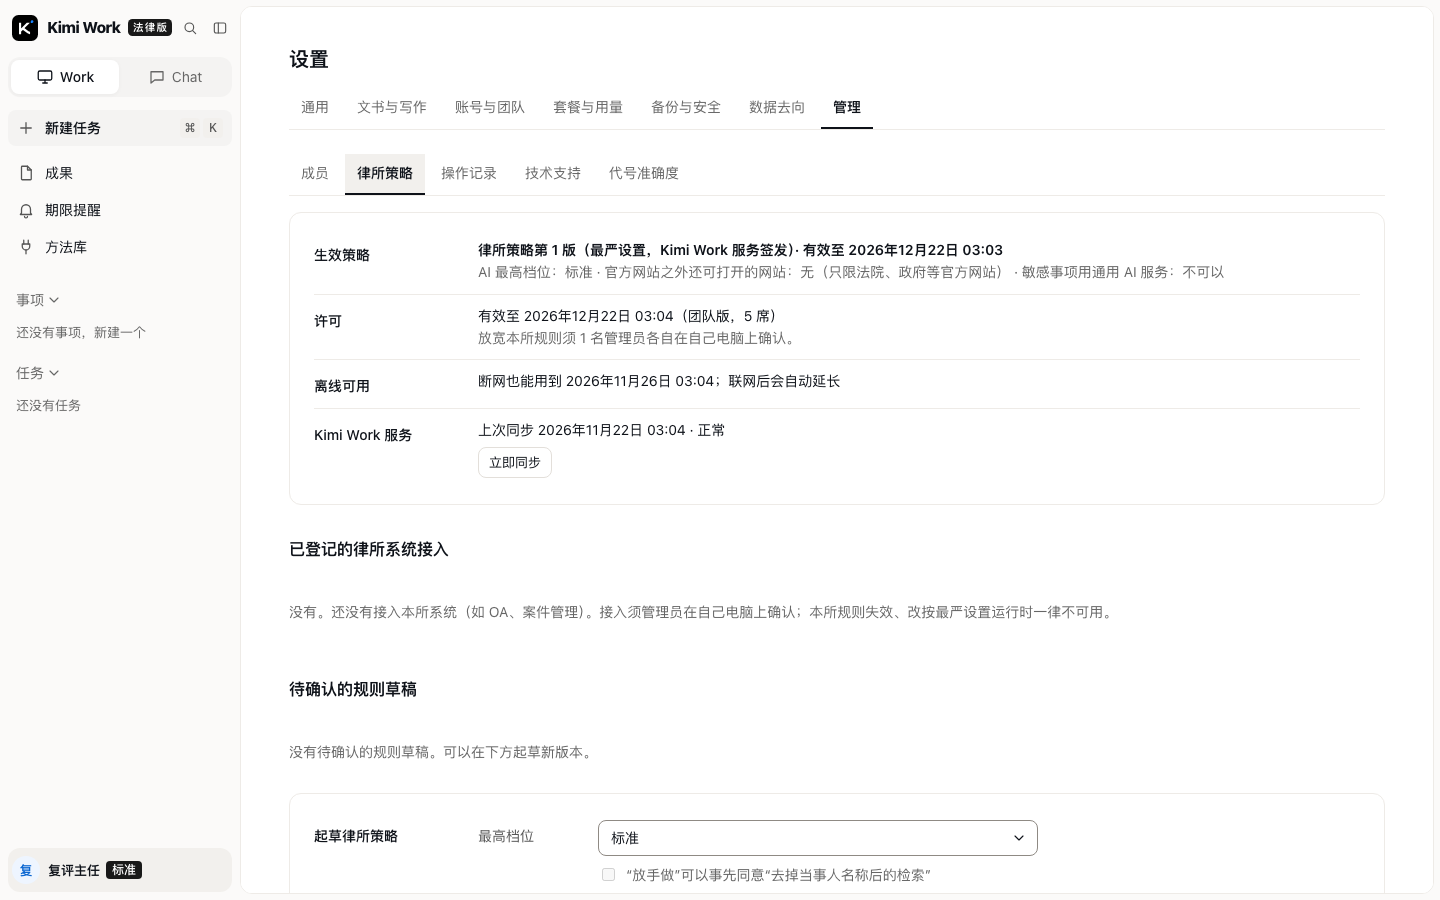 Kimi Work 法律版
Work
Chat
新建任务 ⌘ K
成果
期限提醒
方法库
事项
还没有事项，新建一个
任务
还没有任务
复 复评主任 标准
设置
通用 文书与写作 账号与团队 套餐与用量 备份与安全 数据去向 管理
成员 律所策略 操作记录 技术支持 代号准确度
生效策略 律所策略第 1 版（最严设置，Kimi Work 服务签发）· 有效至 2026年12月22日 03:03
AI 最高档位：标准 · 官方网站之外还可打开的网站：无（只限法院、政府等官方网站） · 敏感事项用通用 AI 服务：不可以
许可 有效至 2026年12月22日 03:04（团队版，5 席）
放宽本所规则须 1 名管理员各自在自己电脑上确认。
离线可用 断网也能用到 2026年11月26日 03:04；联网后会自动延长
Kimi Work 服务 上次同步 2026年11月22日 03:04 · 正常
立即同步
已登记的律所系统接入
没有。还没有接入本所系统（如 OA、案件管理）。接入须管理员在自己电脑上确认；本所规则失效、改按最严设置运行时一律不可用。
待确认的规则草稿
没有待确认的规则草稿。可以在下方起草新版本。
起草律所策略 最高档位 标准
“放手做”可以事先同意“去掉当事人名称后的检索”